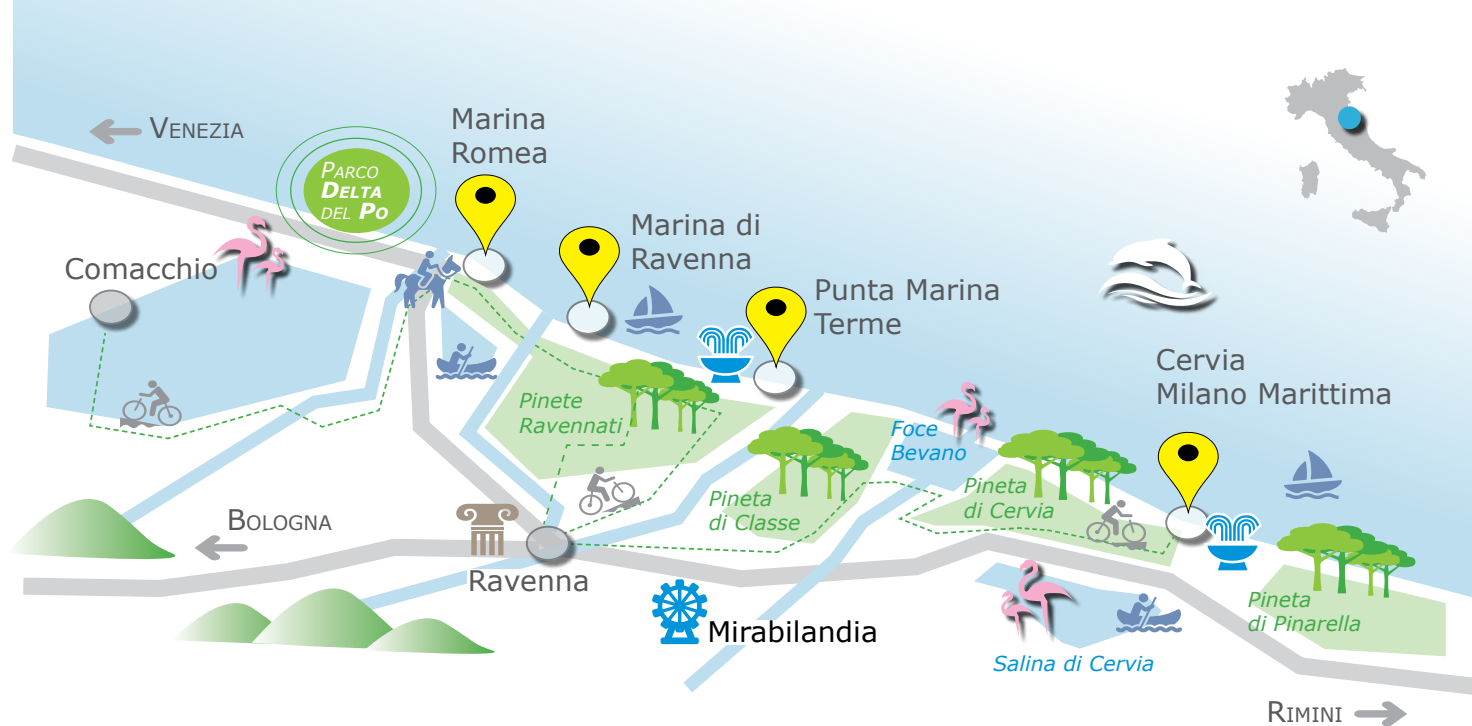 VENEZIA
PARCO
DELTA
DEL PO
Marina
Romea
Marina di
Ravenna
Comacchio
Punta Marina
Terme
Cervia
Milano Marittima
Pinete
Ravennati
Foce
Bevano
Pineta
di Classe
Pineta
di Cervia
BOLOGNA
Ravenna
Mirabilandia
Pineta
di Pinarella
Salina di Cervia
RIMINI